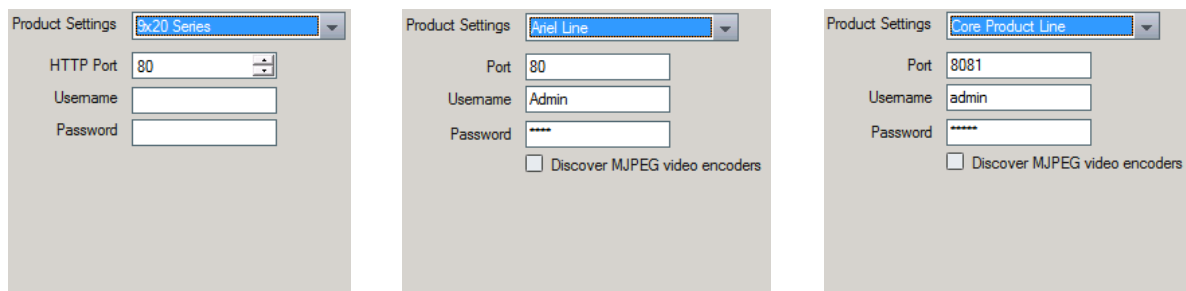 Product Settings 9x20 Series
HTTP Port 80
Username
Password
Product Settings Ariel Line
Port 80
Username Admin
Password ****
Discover MJPEG video encoders
Product Settings Core Product Line
Port 8081
Username admin
Password *****
Discover MJPEG video encoders